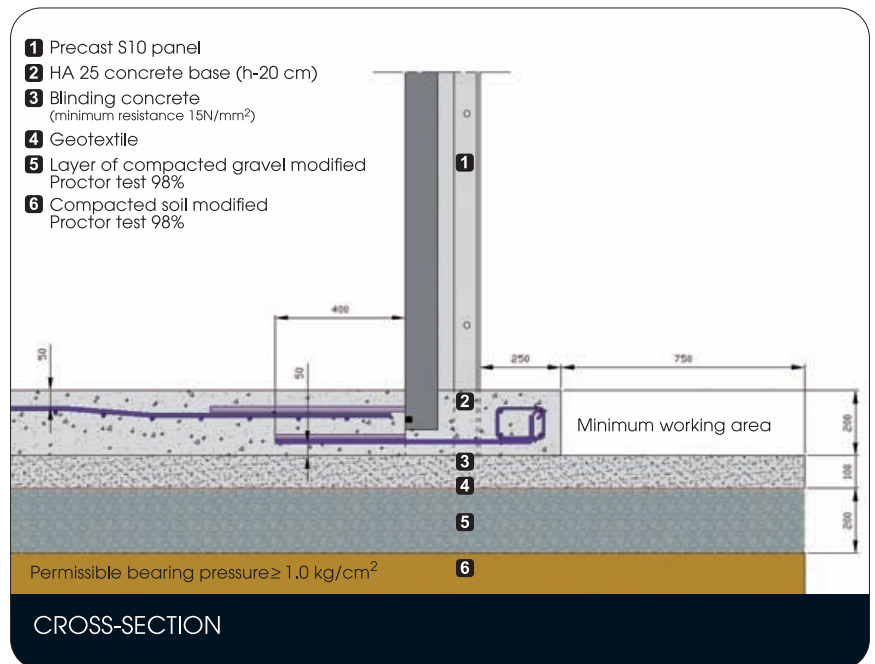 1 Precast S10 panel
2 HA 25 concrete base (h-20 cm)
3 Blinding concrete
(minimum resistance 15N/mm²)
4 Geotextile
5 Layer of compacted gravel modified
Proctor test 98%
6 Compacted soil modified
Proctor test 98%
1
400
50
50
250
750
2
Minimum working area
200
3
100
4
5
200
Permissible bearing pressure ≥ 1.0 kg/cm²
6
CROSS-SECTION